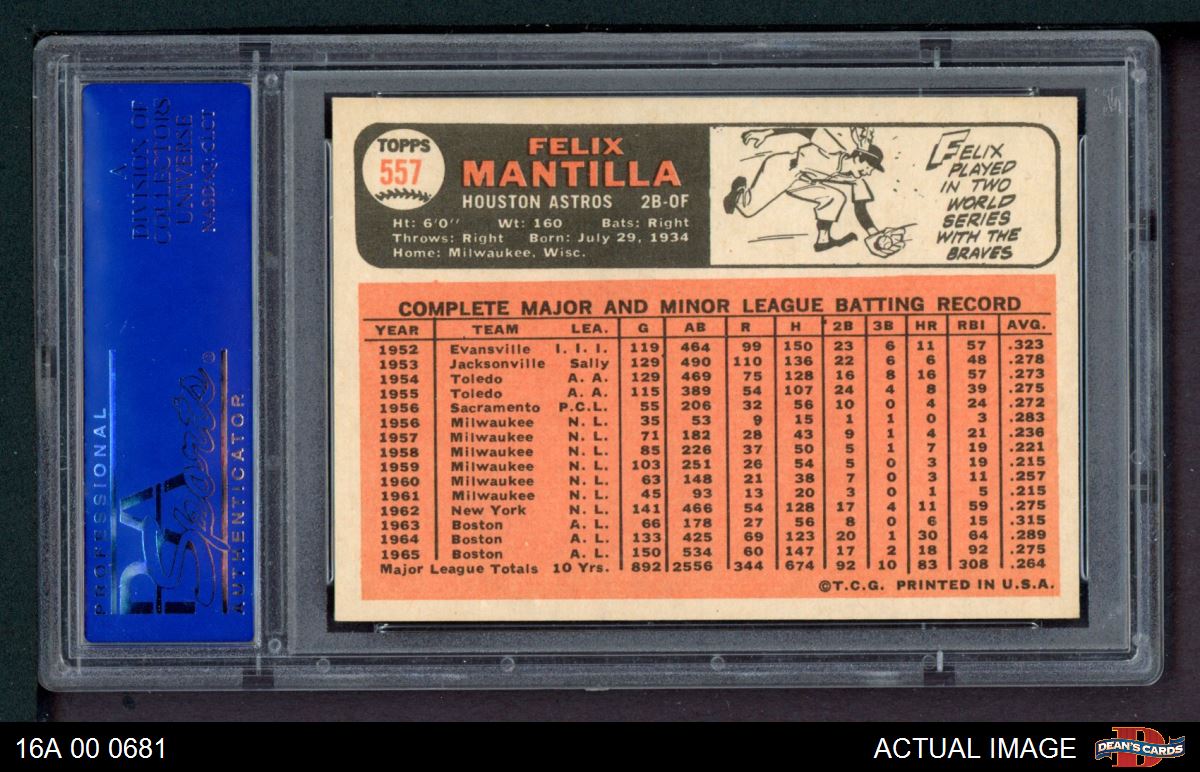 A
DIVISION OF
COLLECTORS
UNIVERSE
NASDAQ: CLCT
PROFESSIONAL
PSA
Sports®
AUTHENTICATOR
TOPPS
557
FELIX
MANTILLA
HOUSTON ASTROS 2B-OF
Ht: 6'0'' Wt: 160 Bats: Right
Throws: Right Born: July 29, 1934
Home: Milwaukee, Wisc.
FELIX
PLAYED
IN TWO
WORLD
SERIES
WITH THE
BRAVES
COMPLETE MAJOR AND MINOR LEAGUE BATTING RECORD
YEAR TEAM LEA. G AB R H 2B 3B HR RBI AVG.
1952 Evansville I. I. I. 119 464 99 150 23 6 11 57 .323
1953 Jacksonville Sally 129 490 110 136 22 6 6 48 .278
1954 Toledo A. A. 129 469 75 128 16 8 16 57 .273
1955 Toledo A. A. 115 389 54 107 24 4 8 39 .275
1956 Sacramento P.C.L. 55 206 32 56 10 0 4 24 .272
1956 Milwaukee N. L. 35 53 9 15 1 1 0 3 .283
1957 Milwaukee N. L. 71 182 28 43 9 1 4 21 .236
1958 Milwaukee N. L. 85 226 37 50 5 1 7 19 .221
1959 Milwaukee N. L. 103 251 26 54 5 0 3 19 .215
1960 Milwaukee N. L. 63 148 21 38 7 0 3 11 .257
1961 Milwaukee N. L. 45 93 13 20 3 0 1 5 .215
1962 New York N. L. 141 466 54 128 17 4 11 59 .275
1963 Boston A. L. 66 178 27 56 8 0 6 15 .315
1964 Boston A. L. 133 425 69 123 20 1 30 64 .289
1965 Boston A. L. 150 534 60 147 17 2 18 92 .275
Major League Totals 10 Yrs. 892 2556 344 674 92 10 83 308 .264
©T.C.G. PRINTED IN U.S.A.
16A 00 0681
ACTUAL IMAGE
D
DEAN'S CARDS